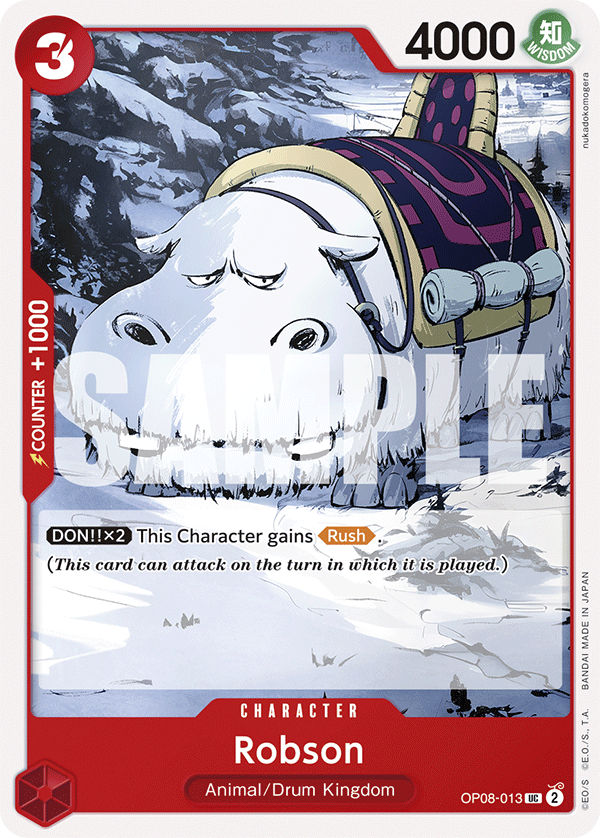 3
4000
知
WISDOM
nukadokomogera
COUNTER +1000
SAMPLE
DON!!×2 This Character gains Rush.
(This card can attack on the turn in which it is played.)
CHARACTER
Robson
Animal/Drum Kingdom
OP08-013 UC 2
©EO/S ©E.O./S., T.A. BANDAI MADE IN JAPAN